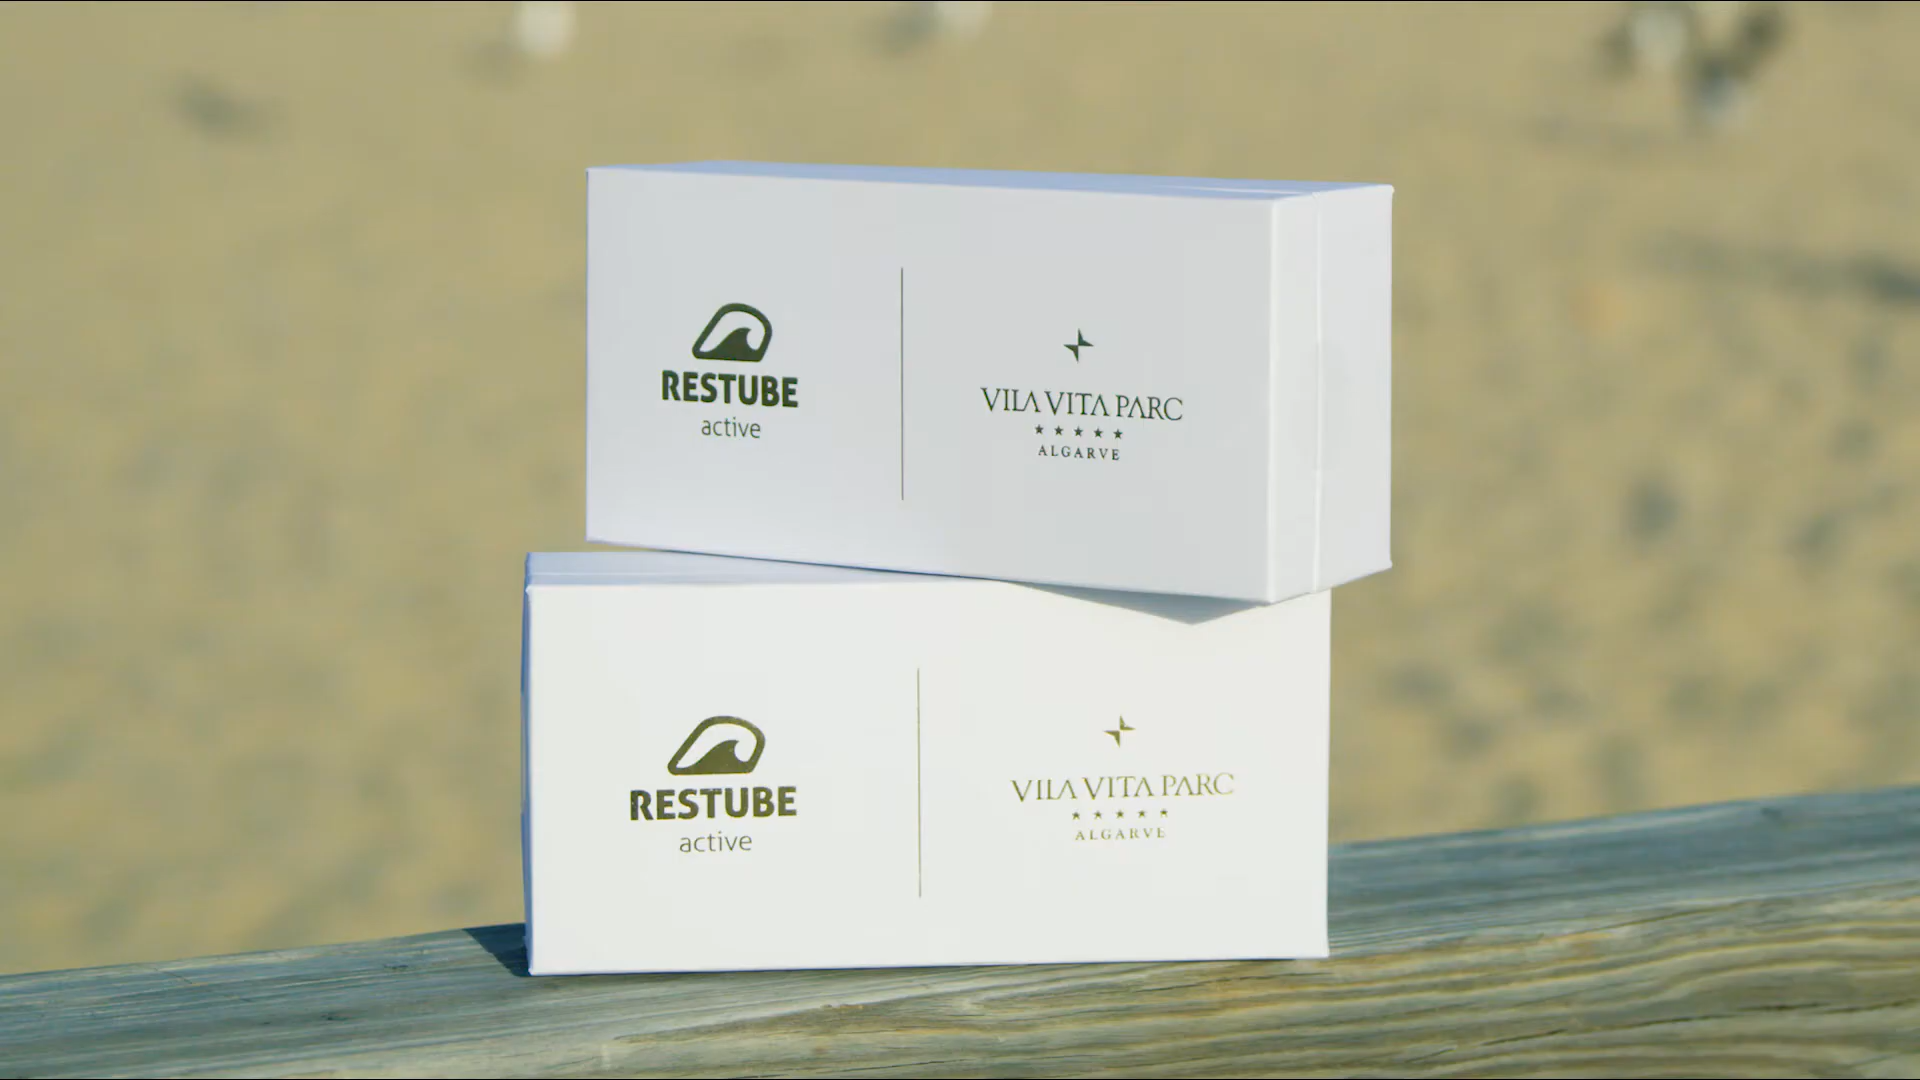 RESTUBE
active
VILA VITA PARC
★★★★★
ALGARVE
RESTUBE
active
VILA VITA PARC
★★★★★
ALGARVE